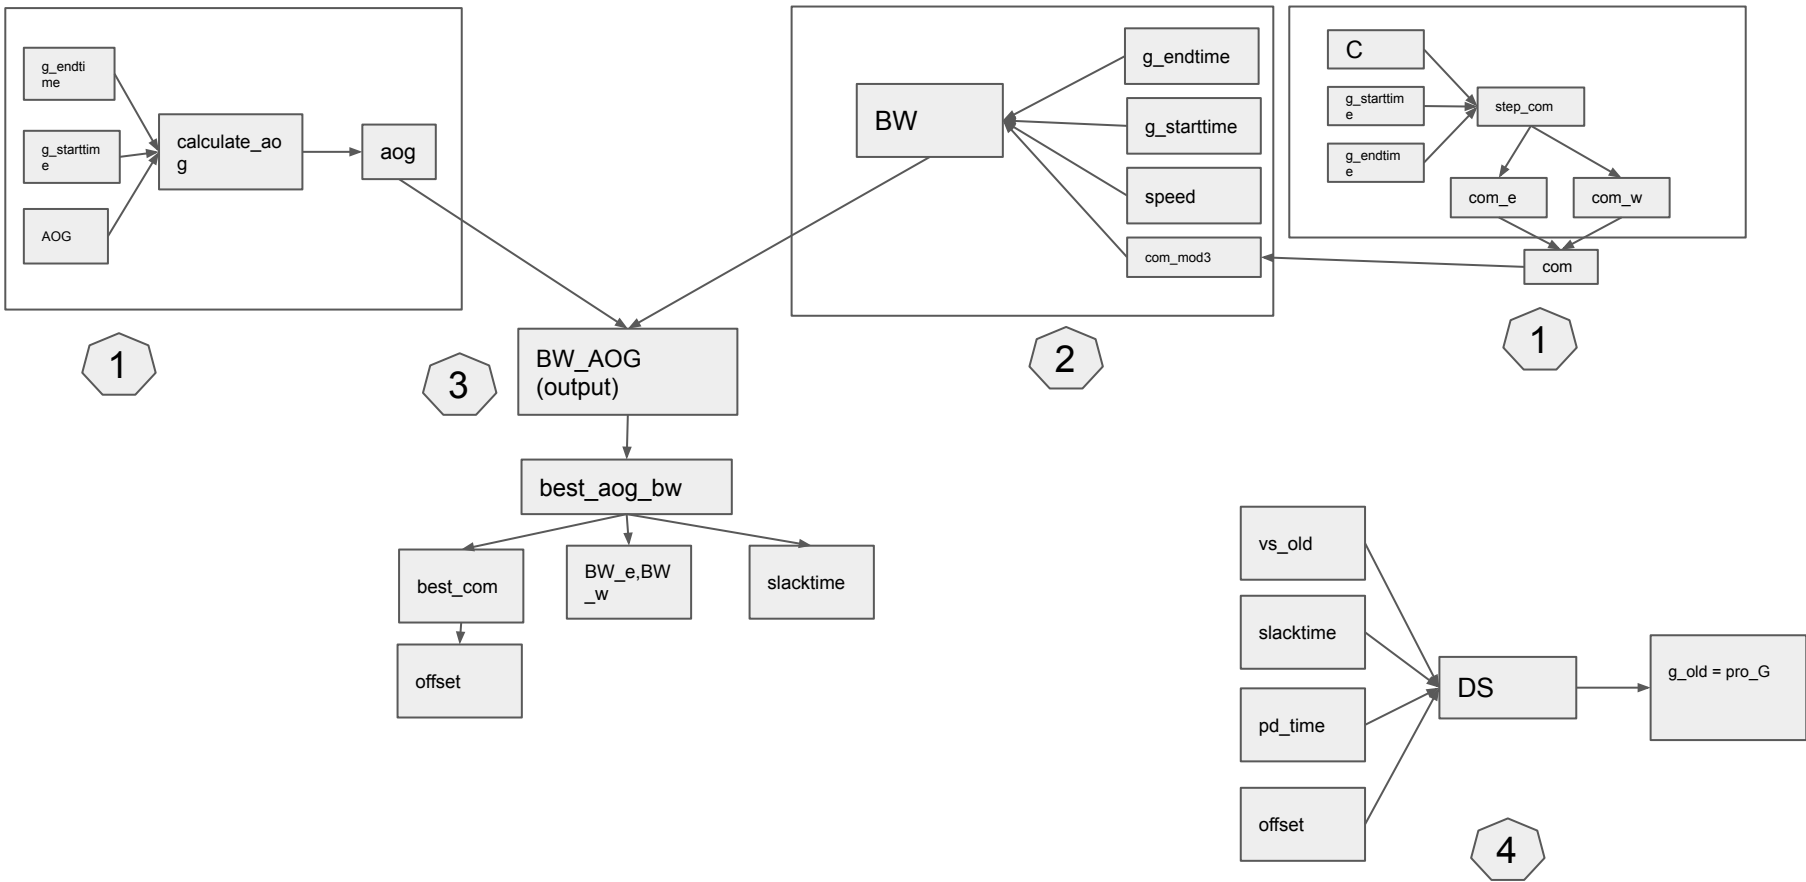 g_endti
me
g_starttim
e
AOG
calculate_ao
g
aog
1
BW
g_endtime
g_starttime
speed
com_mod3
2
C
g_starttim
e
g_endtim
e
step_com
com_e
com_w
com
1
3
BW_AOG
(output)
best_aog_bw
best_com
BW_e,BW
_w
slacktime
offset
vs_old
slacktime
pd_time
offset
DS
g_old = pro_G
4